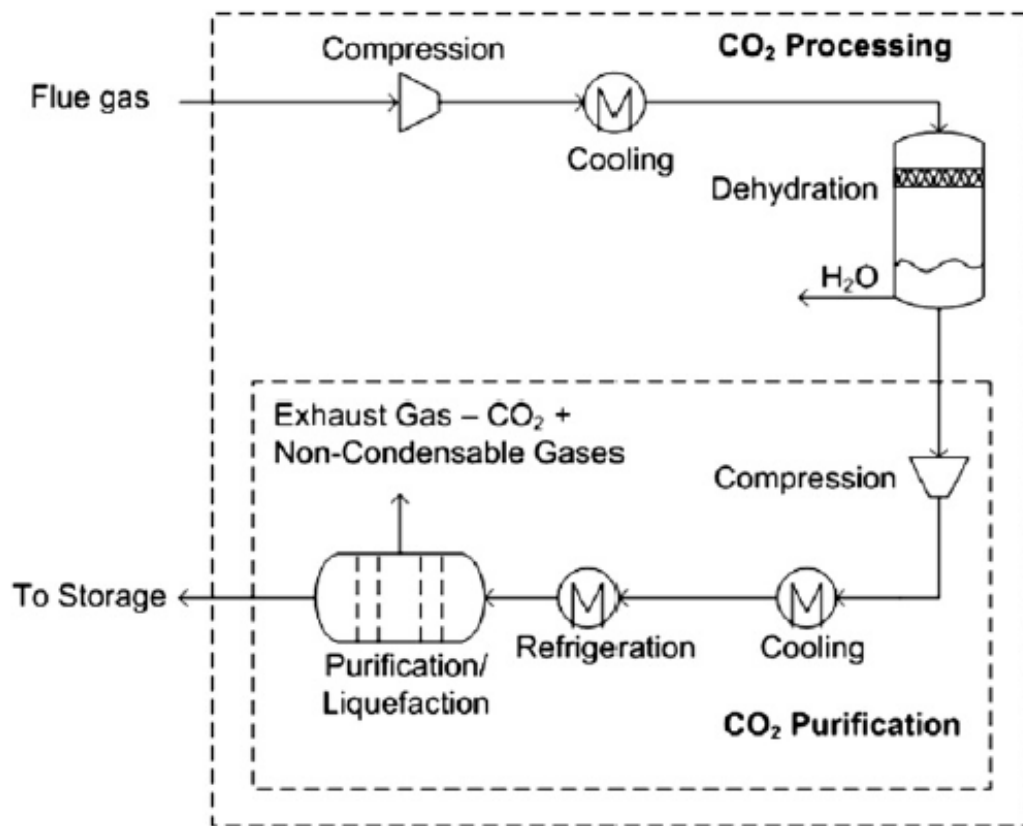 CO₂ Processing
Compression
Flue gas
Cooling
Dehydration
H₂O
Exhaust Gas – CO₂ +
Non-Condensable Gases
Compression
To Storage
Refrigeration
Cooling
Purification/
Liquefaction
CO₂ Purification